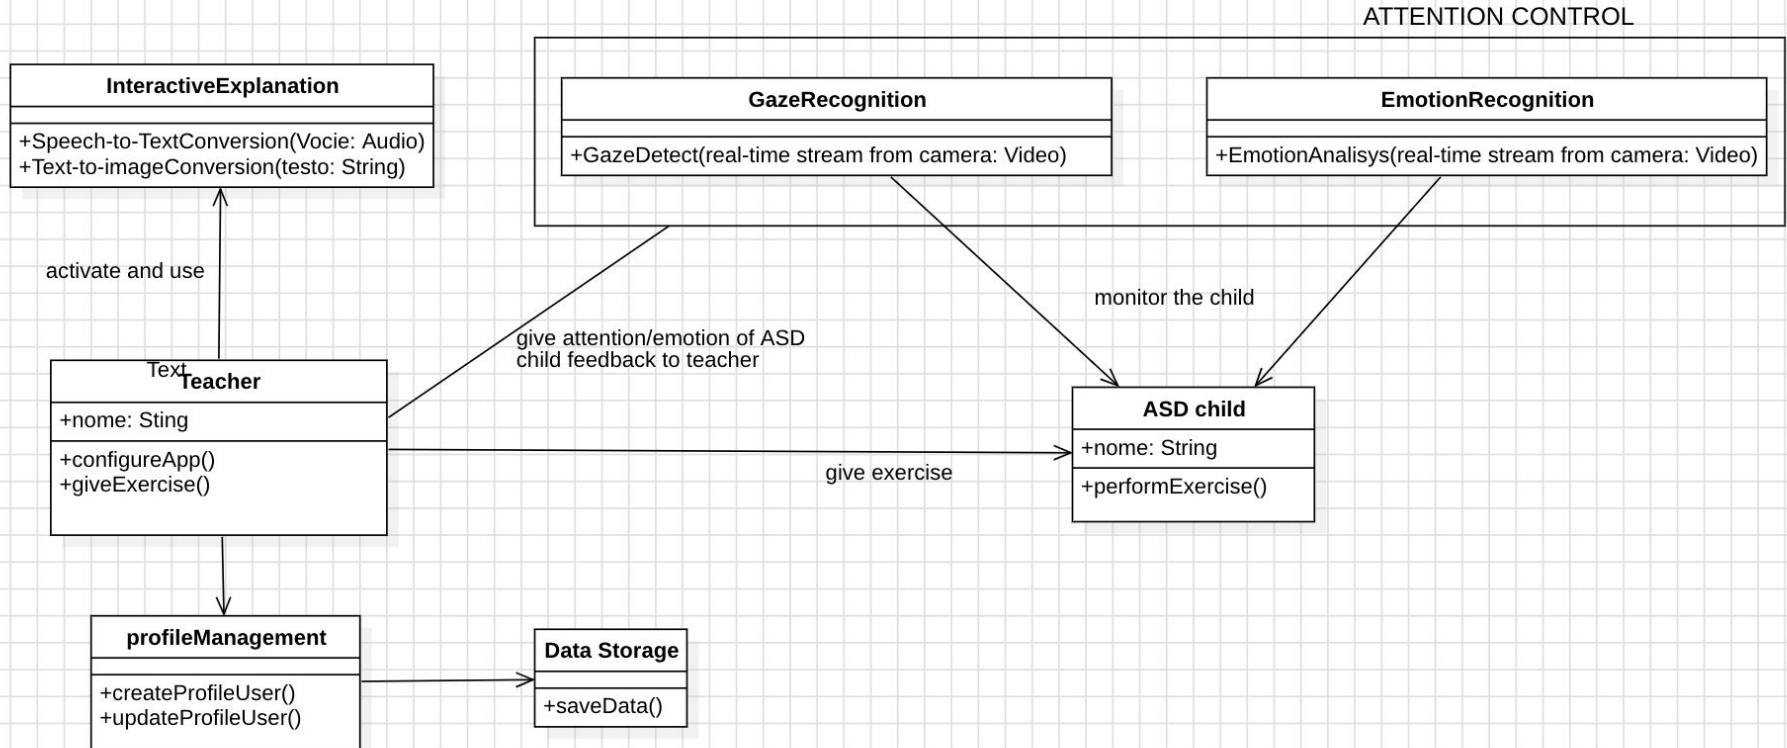 ATTENTION CONTROL
InteractiveExplanation
+Speech-to-TextConversion(Vocie: Audio)
+Text-to-imageConversion(testo: String)
GazeRecognition
+GazeDetect(real-time stream from camera: Video)
EmotionRecognition
+EmotionAnalisys(real-time stream from camera: Video)
activate and use
monitor the child
give attention/emotion of ASD
child feedback to teacher
Text
Teacher
+nome: Sting
+configureApp()
+giveExercise()
give exercise
ASD child
+nome: String
+performExercise()
profileManagement
+createProfileUser()
+updateProfileUser()
Data Storage
+saveData()